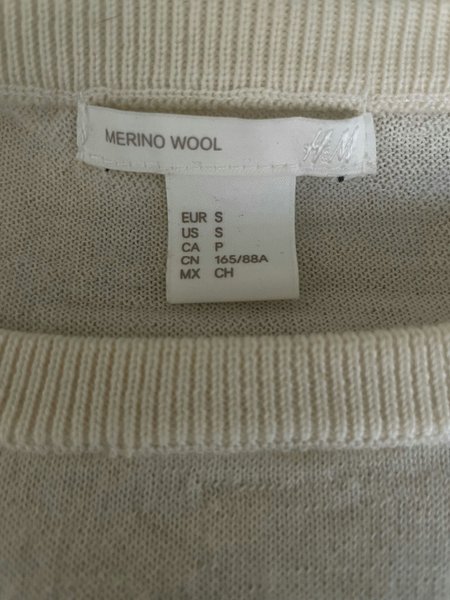 MERINO WOOL H&M
EUR S
US S
CA P
CN 165/88A
MX CH